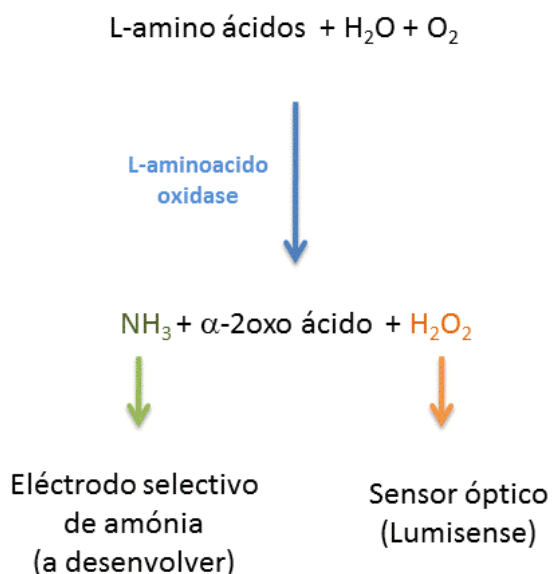 L-amino ácidos + H₂O + O₂
L-aminoacido
oxidase
NH₃ + α-2oxo ácido + H₂O₂
Eléctrodo selectivo
de amónia
(a desenvolver)
Sensor óptico
(Lumisense)